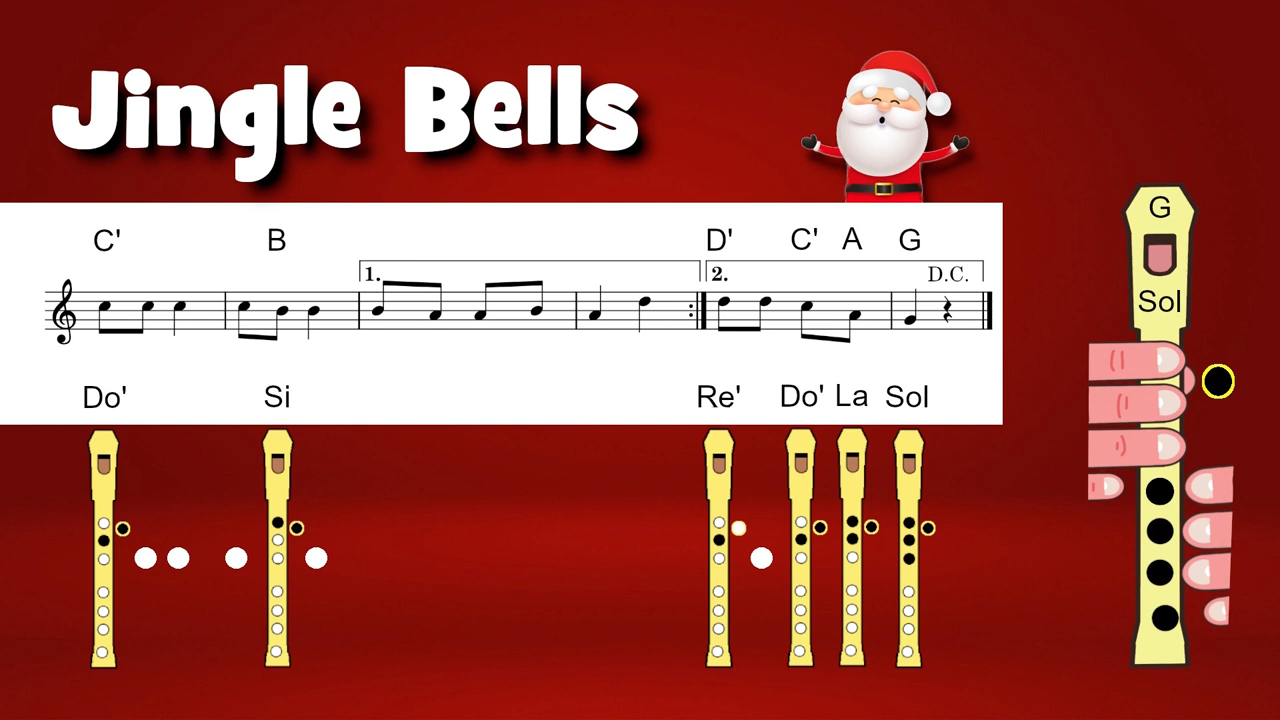 Jingle Bells
C' B D' C' A G
1. 2. D.C.
Do' Si Re' Do' La Sol
G
Sol